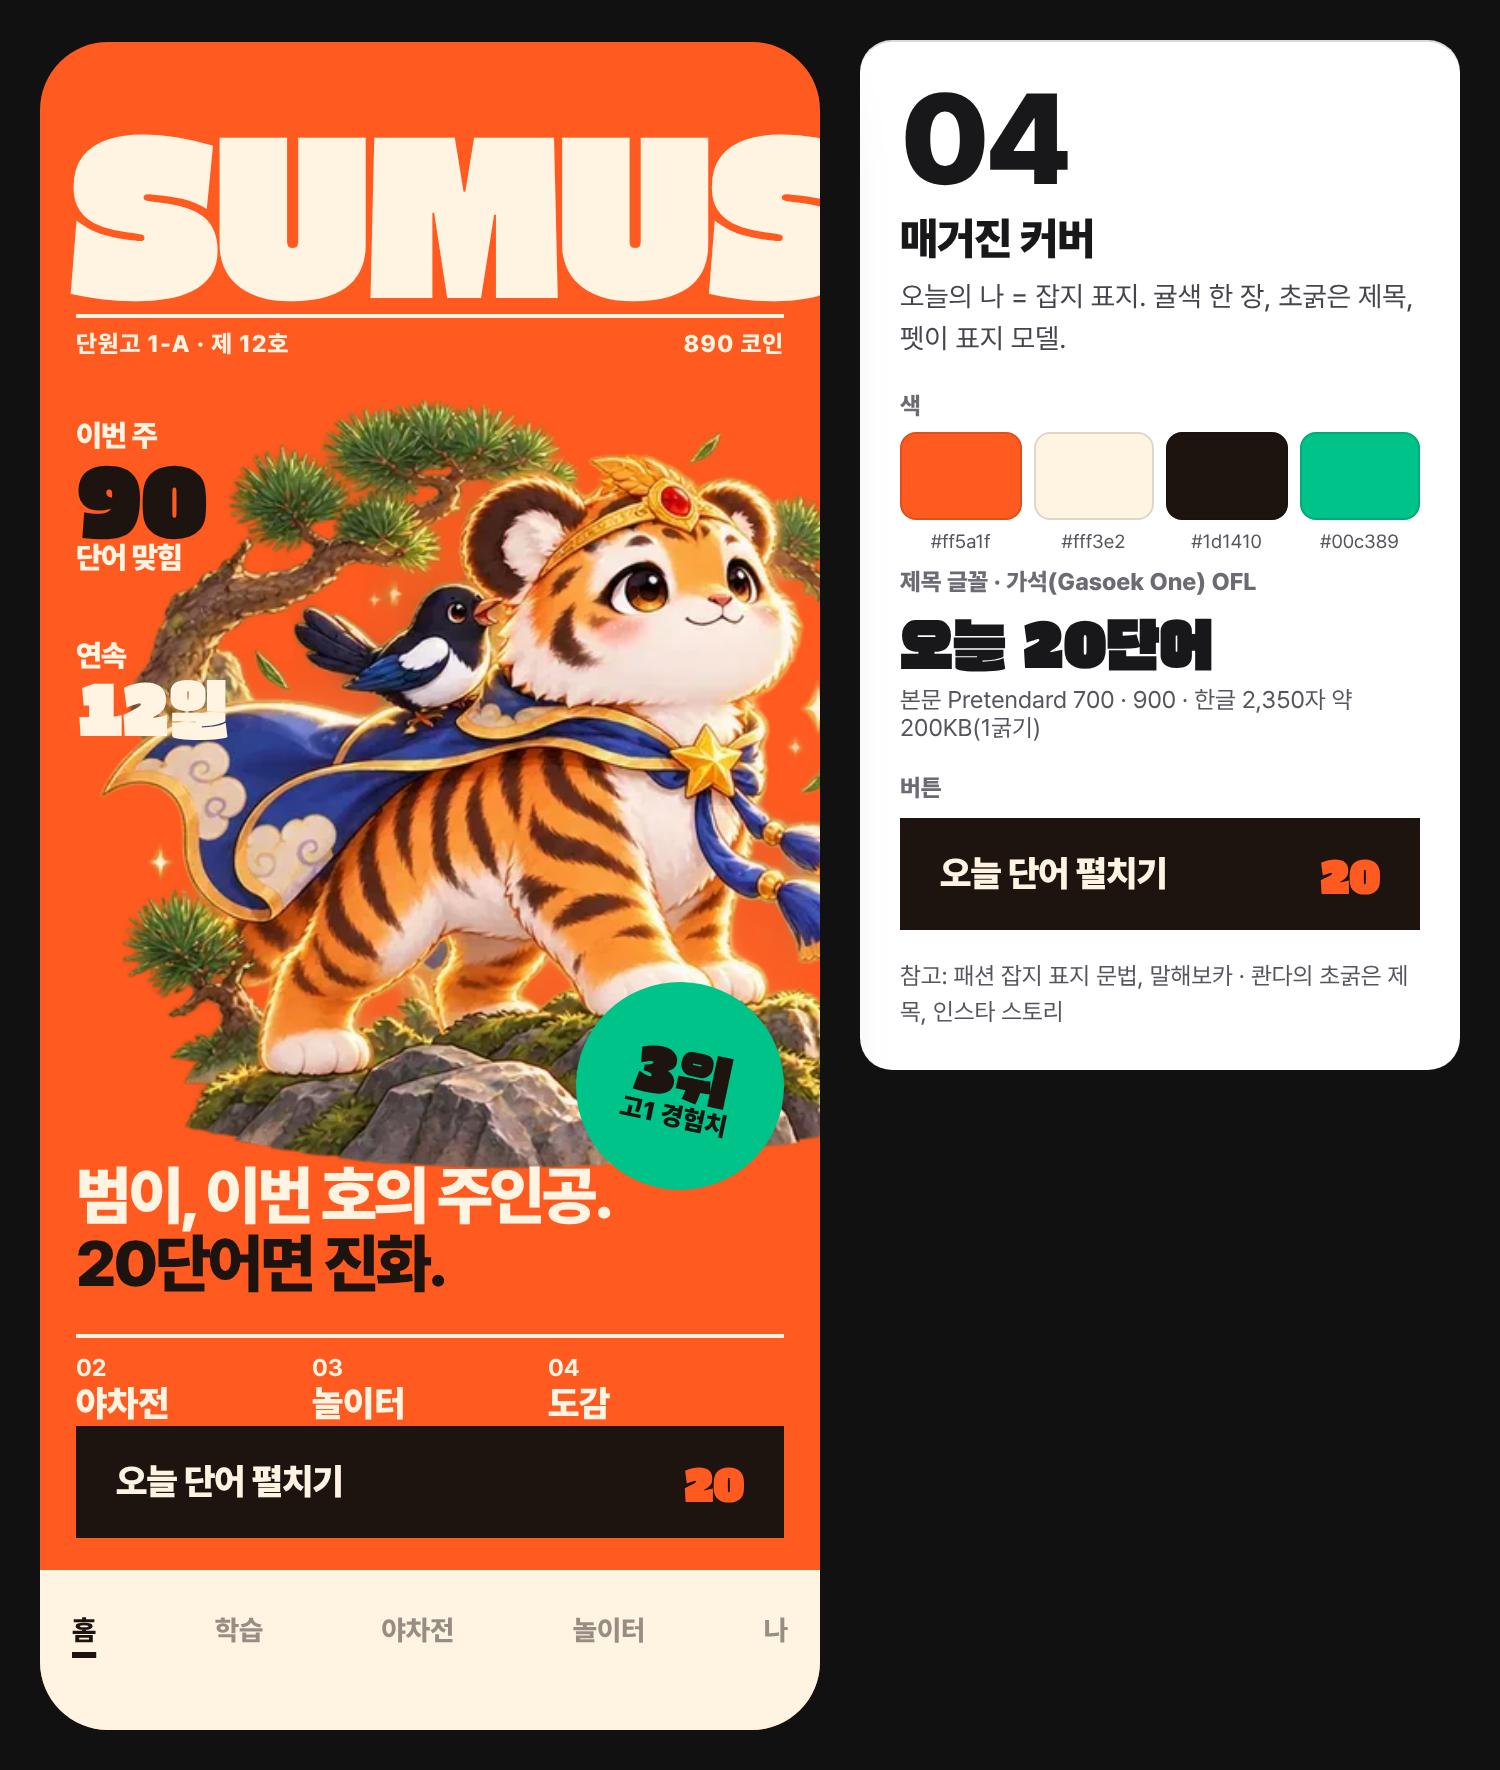 SUMUS
단원고 1-A · 제 12호
890 코인
이번 주
90
단어 맞힘
연속
12일
3위
고1 경험치
범이, 이번 호의 주인공.
20단어면 진화.
02
야차전
03
놀이터
04
도감
오늘 단어 펼치기
20
홈
학습
야차전
놀이터
나
04
매거진 커버
오늘의 나 = 잡지 표지. 귤색 한 장, 초굵은 제목,
펫이 표지 모델.
색
#ff5a1f
#fff3e2
#1d1410
#00c389
제목 글꼴 · 가석(Gasoek One) OFL
오늘 20단어
본문 Pretendard 700 · 900 · 한글 2,350자 약
200KB(1굵기)
버튼
오늘 단어 펼치기
20
참고: 패션 잡지 표지 문법, 말해보카 · 콴다의 초굵은 제
목, 인스타 스토리